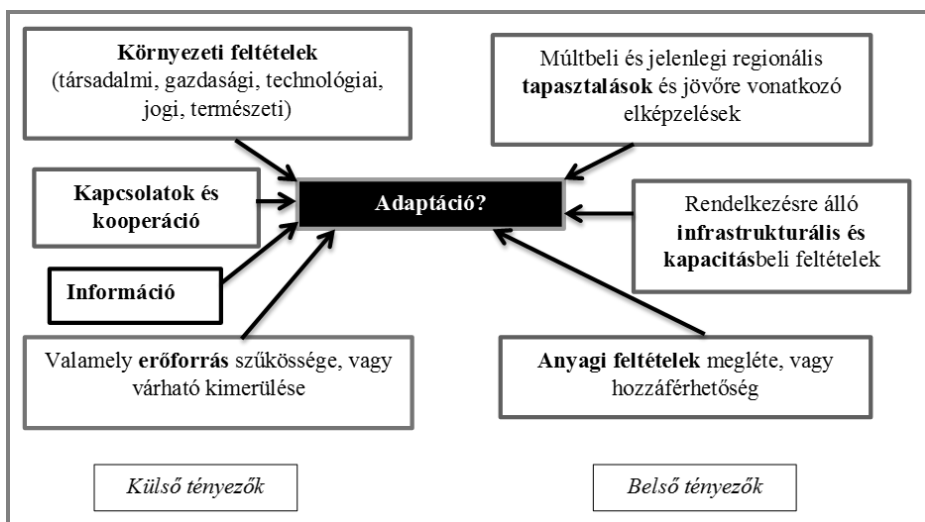 Környezeti feltételek
(társadalmi, gazdasági, technológiai,
jogi, természeti)
Múltbeli és jelenlegi regionális
tapasztalások és jövőre vonatkozó
elképzelések
Kapcsolatok és
kooperáció
Adaptáció?
Rendelkezésre álló
infrastrukturális és
kapacitásbeli feltételek
Információ
Valamely erőforrás szűkössége, vagy
várható kimerülése
Anyagi feltételek megléte, vagy
hozzáférhetőség
Külső tényezők
Belső tényezők